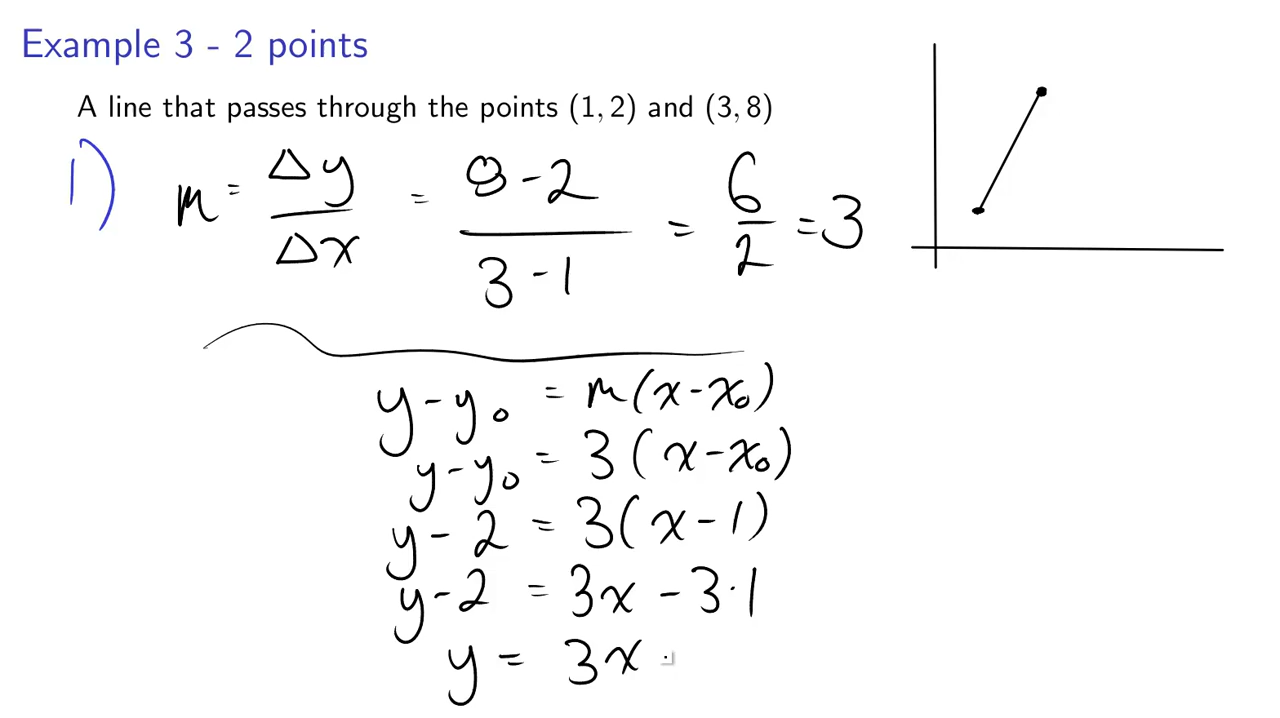 Example 3 - 2 points
A line that passes through the points (1, 2) and (3, 8)
1) m = Δy/Δx = (8-2)/(3-1) = 6/2 = 3
y - y₀ = m(x - x₀)
y - y₀ = 3(x - x₀)
y - 2 = 3(x - 1)
y - 2 = 3x - 3·1
y = 3x